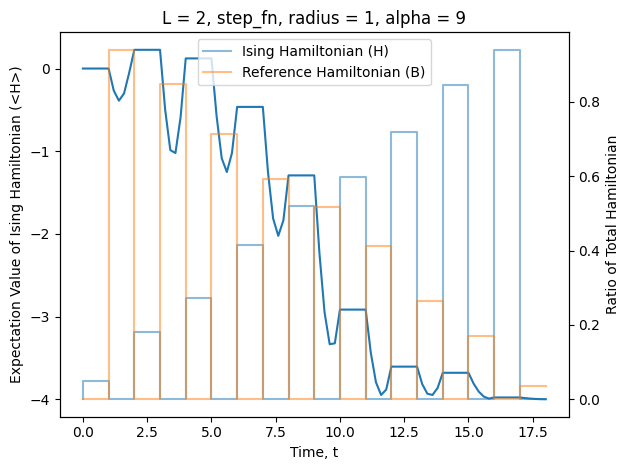 L = 2, step_fn, radius = 1, alpha = 9
Ising Hamiltonian (H)
Reference Hamiltonian (B)
Expectation Value of Ising Hamiltonian (<H>)
0
−1
−2
−3
−4
Ratio of Total Hamiltonian
0.8
0.6
0.4
0.2
0.0
0.0 2.5 5.0 7.5 10.0 12.5 15.0 17.5
Time, t